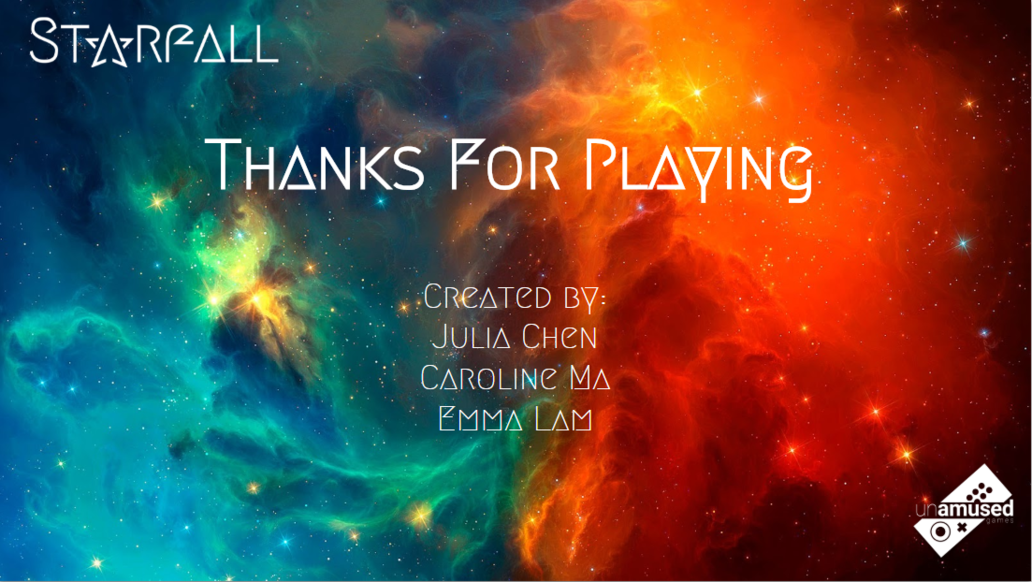 Starfall
Thanks For Playing
Created by:
Julia Chen
Caroline Ma
Emma Lam
unamused
games